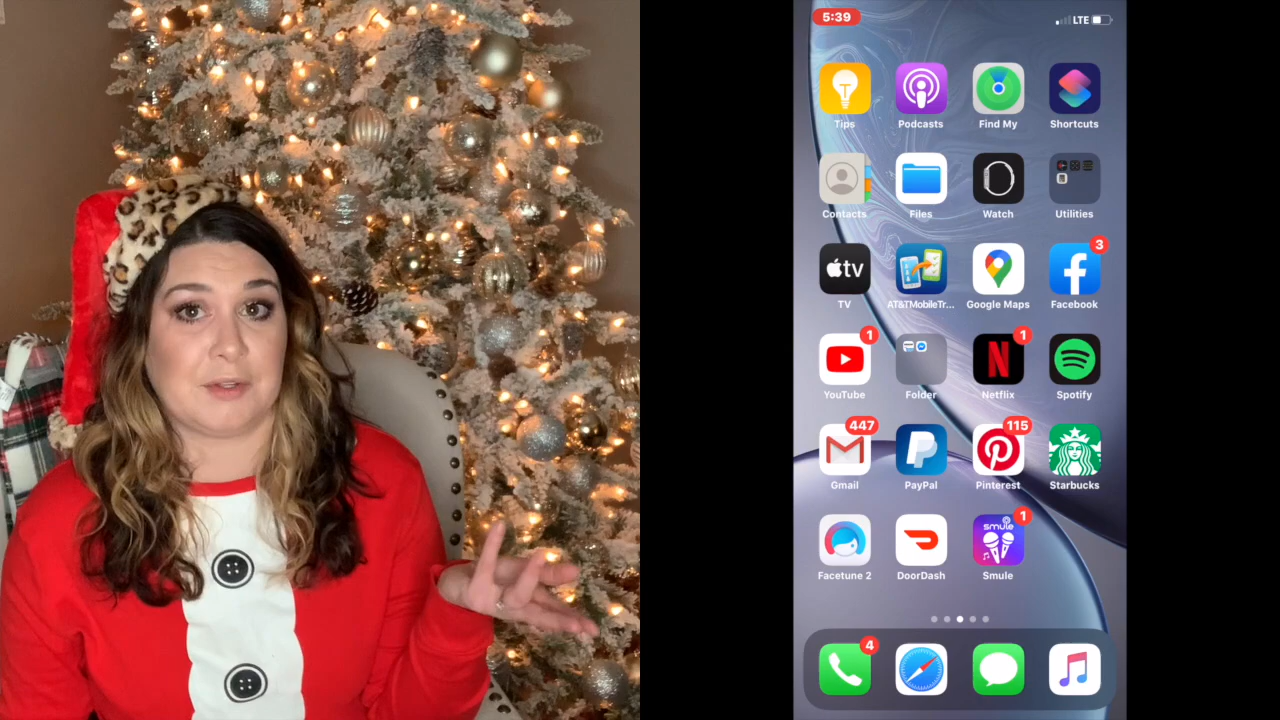 5:39 LTE
Tips Podcasts Find My Shortcuts
Contacts Files Watch Utilities
tv 3
TV AT&TMobileTr... Google Maps Facebook
1 1
YouTube Folder Netflix Spotify
447 115
Gmail PayPal Pinterest Starbucks
smule 1
Facetune 2 DoorDash Smule
4